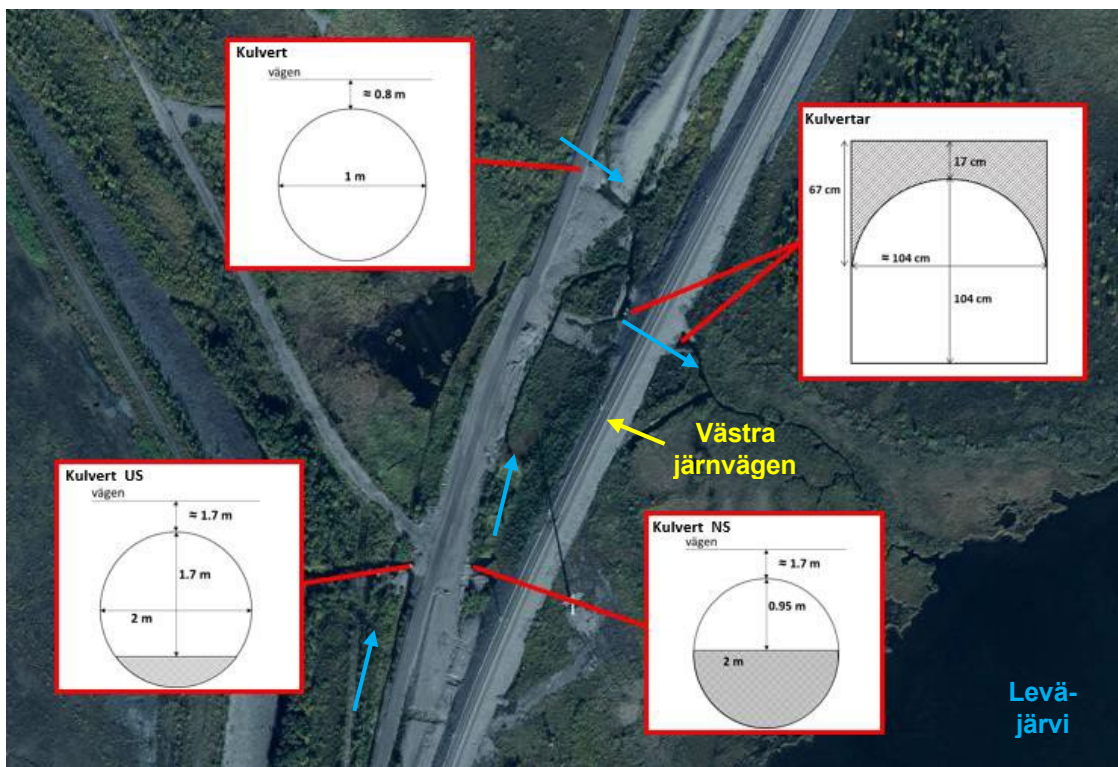 Kulvert
vägen
≈ 0.8 m
1 m
Kulvertar
17 cm
67 cm
≈ 104 cm
104 cm
Västra
järnvägen
Kulvert US
vägen
≈ 1.7 m
1.7 m
2 m
Kulvert NS
vägen
≈ 1.7 m
0.95 m
2 m
Levä-
järvi